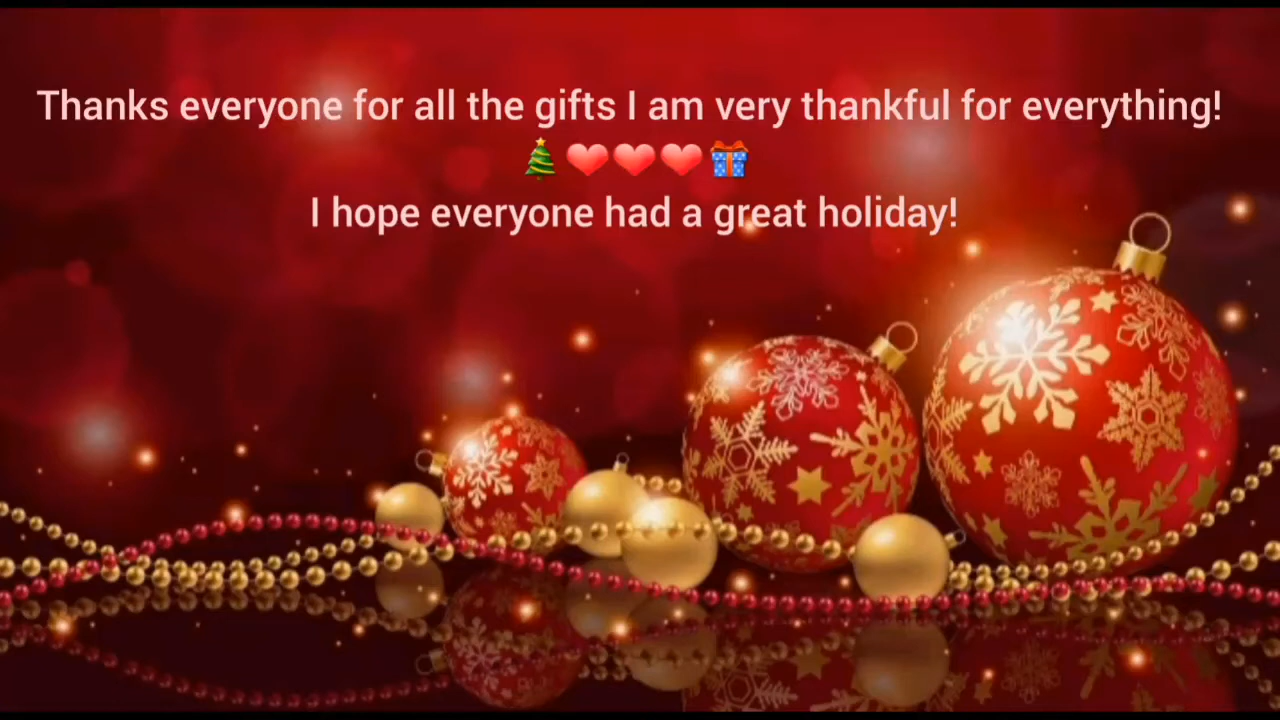 Thanks everyone for all the gifts I am very thankful for everything!
🎄❤❤❤🎁
I hope everyone had a great holiday!